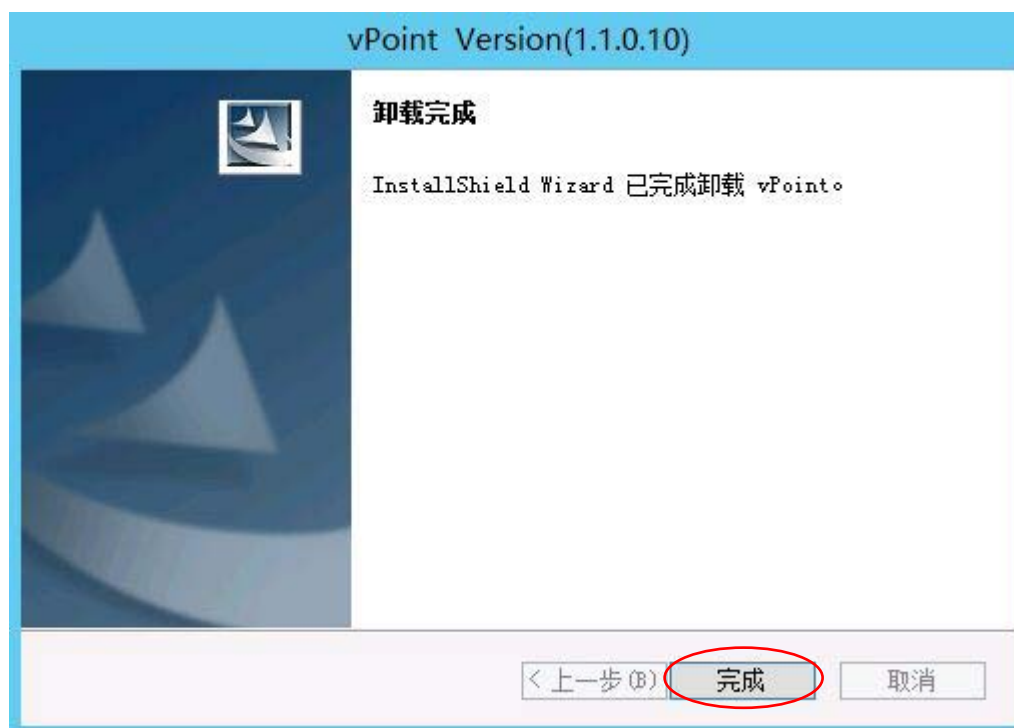 vPoint Version(1.1.0.10)
卸载完成
InstallShield Wizard 已完成卸载 vPoint。
< 上一步(B)
完成
取消